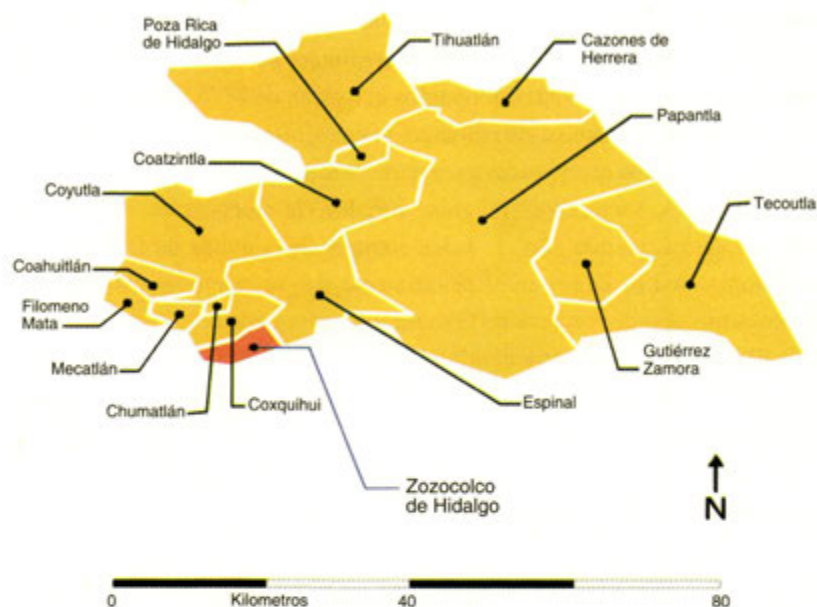 Poza Rica
de Hidalgo
Tihuatlán
Cazones de
Herrera
Papantla
Coatzintla
Coyutla
Tecoutla
Coahuitlán
Filomeno
Mata
Mecatlán
Gutiérrez
Zamora
Chumatlán
Coxquihui
Espinal
Zozocolco
de Hidalgo
N
0 Kilometros 40 80